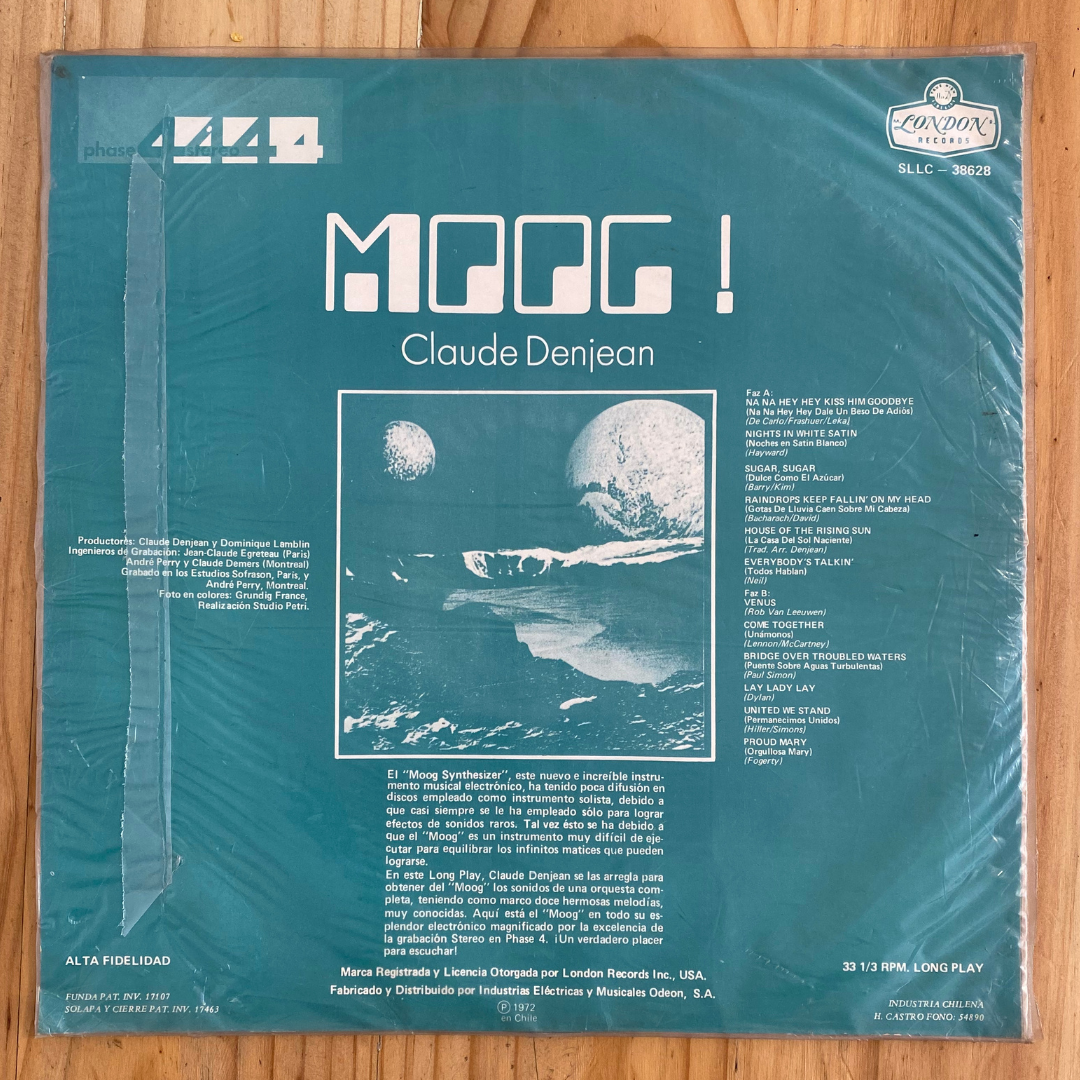 phase 4 stereo
LONDON
RECORDS
SLLC – 38628
MOOG !
Claude Denjean
Faz A:
NA NA HEY HEY KISS HIM GOODBYE
(Na Na Hey Hey Dale Un Beso De Adiós)
(De Carlo/Frashuer/Leka)
NIGHTS IN WHITE SATIN
(Noches en Satin Blanco)
(Hayward)
SUGAR, SUGAR
(Dulce Como El Azúcar)
(Barry/Kim)
RAINDROPS KEEP FALLIN' ON MY HEAD
(Gotas De Lluvia Caen Sobre Mi Cabeza)
(Bucharach/David)
HOUSE OF THE RISING SUN
(La Casa Del Sol Naciente)
(Trad. Arr. Denjean)
EVERYBODY'S TALKIN'
(Todos Hablan)
(Neil)
Faz B:
VENUS
(Rob Van Leeuwen)
COME TOGETHER
(Unámonos)
(Lennon/McCartney)
BRIDGE OVER TROUBLED WATERS
(Puente Sobre Aguas Turbulentas)
(Paul Simon)
LAY LADY LAY
(Dylan)
UNITED WE STAND
(Permanecimos Unidos)
(Hiller/Simons)
PROUD MARY
(Orgullosa Mary)
(Fogerty)
Productores: Claude Denjean y Dominique Lamblin
Ingenieros de Grabación: Jean-Claude Egreteau (Paris)
André Perry y Claude Demers (Montreal)
Grabado en los Estudios Sofrason, Paris, y
André Perry, Montreal.
Foto en colores: Grundig France,
Realización Studio Petri.
El "Moog Synthesizer", este nuevo e increíble instru-
mento musical electrónico, ha tenido poca difusión en
discos empleado como instrumento solista, debido a
que casi siempre se le ha empleado sólo para lograr
efectos de sonidos raros. Tal vez ésto se ha debido a
que el "Moog" es un instrumento muy difícil de eje-
cutar para equilibrar los infinitos matices que pueden
lograrse.
En este Long Play, Claude Denjean se las arregla para
obtener del "Moog" los sonidos de una orquesta com-
pleta, teniendo como marco doce hermosas melodías,
muy conocidas. Aquí está el "Moog" en todo su es-
plendor electrónico magnificado por la excelencia de
la grabación Stereo en Phase 4. ¡Un verdadero placer
para escuchar!
Marca Registrada y Licencia Otorgada por London Records Inc., USA.
Fabricado y Distribuido por Industrias Eléctricas y Musicales Odeon, S.A.
Ⓟ 1972
en Chile
ALTA FIDELIDAD
33 1/3 RPM. LONG PLAY
FUNDA PAT. INV. 17107
SOLAPA Y CIERRE PAT. INV. 17463
INDUSTRIA CHILENA
H. CASTRO FONO: 54890